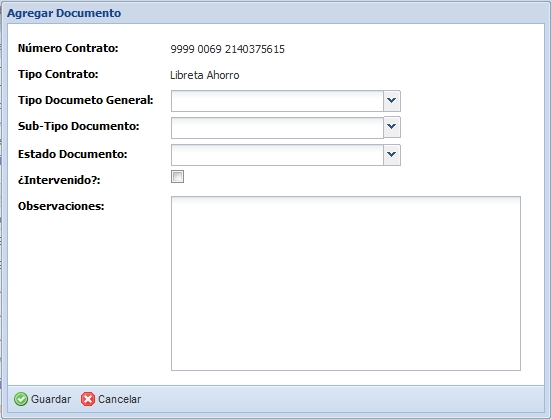 Agregar Documento
Número Contrato: 9999 0069 2140375615
Tipo Contrato: Libreta Ahorro
Tipo Documeto General:
Sub-Tipo Documento:
Estado Documento:
¿Intervenido?:
Observaciones:
Guardar Cancelar